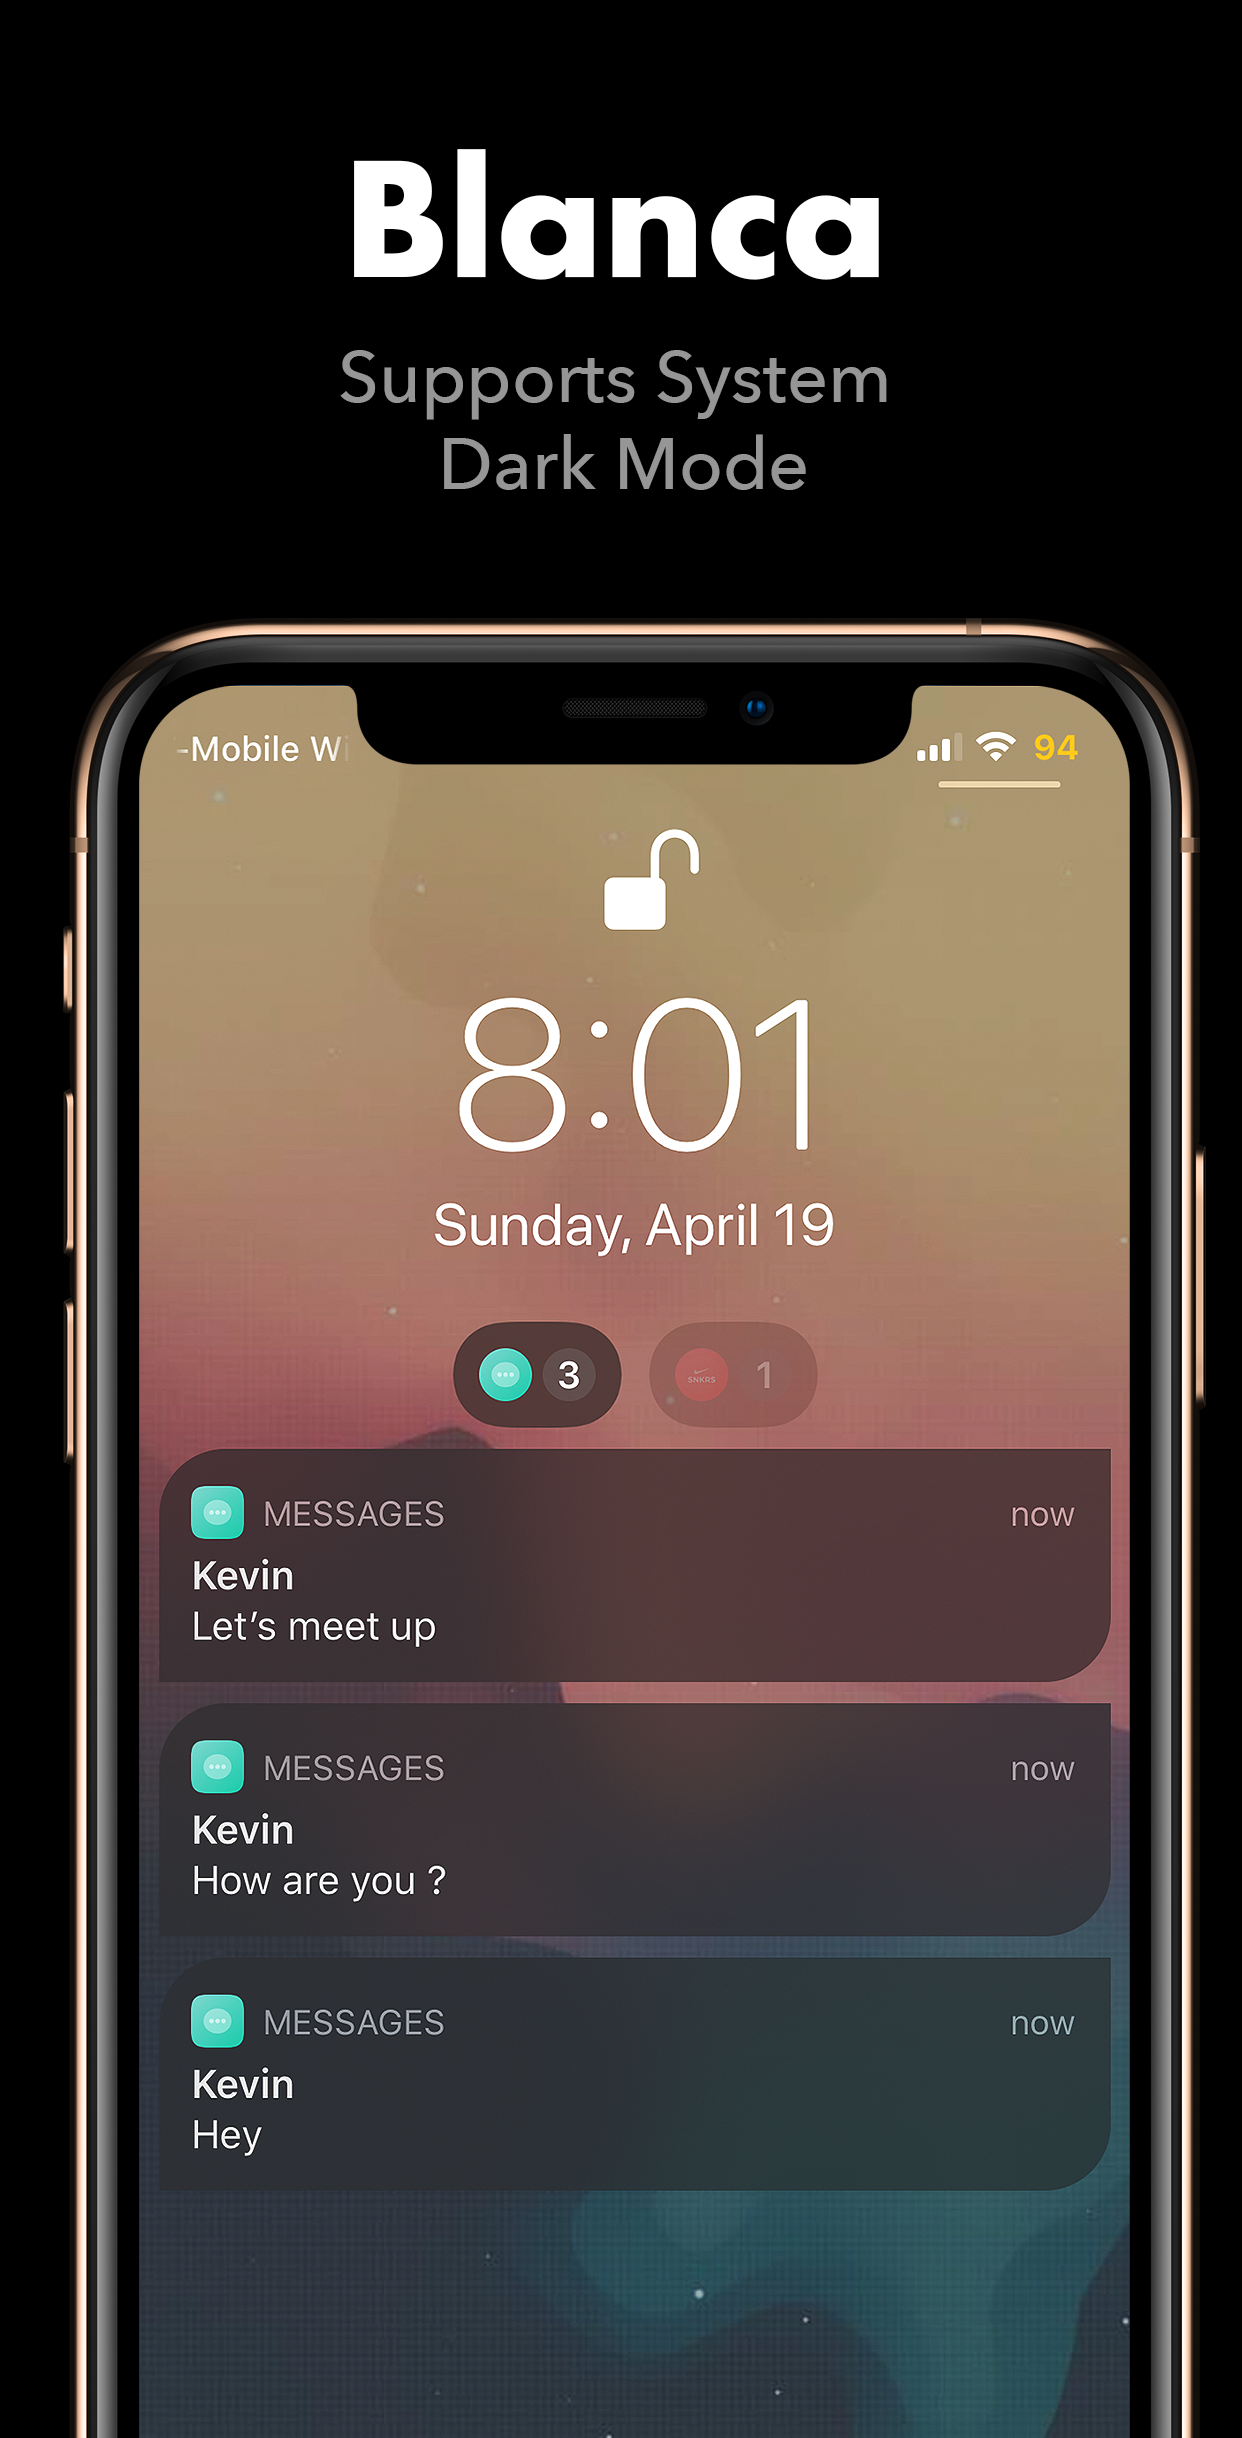 Blanca
Supports System
Dark Mode
-Mobile Wi
94
8:01
Sunday, April 19
3
SNKRS
1
MESSAGES
now
Kevin
Let’s meet up
MESSAGES
now
Kevin
How are you ?
MESSAGES
now
Kevin
Hey